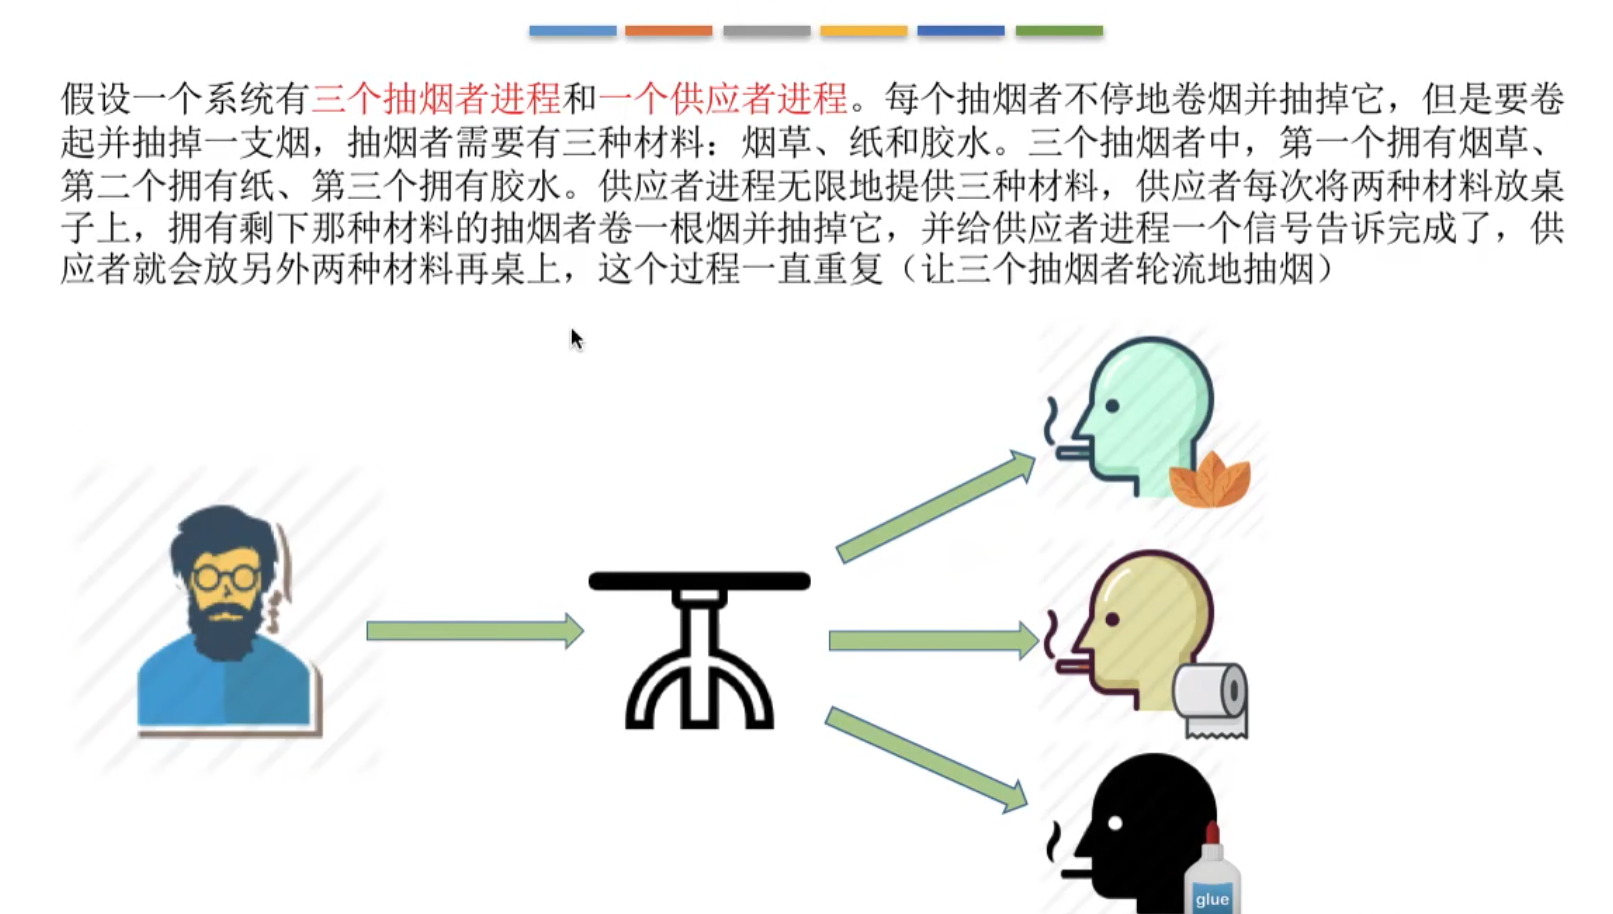 假设一个系统有三个抽烟者进程和一个供应者进程。每个抽烟者不停地卷烟并抽掉它，但是要卷
起并抽掉一支烟，抽烟者需要有三种材料：烟草、纸和胶水。三个抽烟者中，第一个拥有烟草、
第二个拥有纸、第三个拥有胶水。供应者进程无限地提供三种材料，供应者每次将两种材料放桌
子上，拥有剩下那种材料的抽烟者卷一根烟并抽掉它，并给供应者进程一个信号告诉完成了，供
应者就会放另外两种材料再桌上，这个过程一直重复（让三个抽烟者轮流地抽烟）
glue